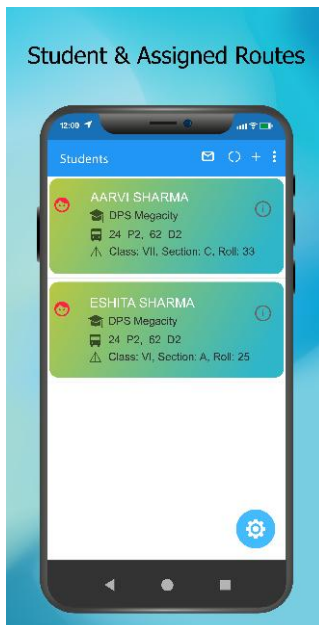 Student & Assigned Routes
12:09
Students
AARVI SHARMA
DPS Megacity
24 P2, 62 D2
Class: VII, Section: C, Roll: 33
ESHITA SHARMA
DPS Megacity
24 P2, 62 D2
Class: VI, Section: A, Roll: 25